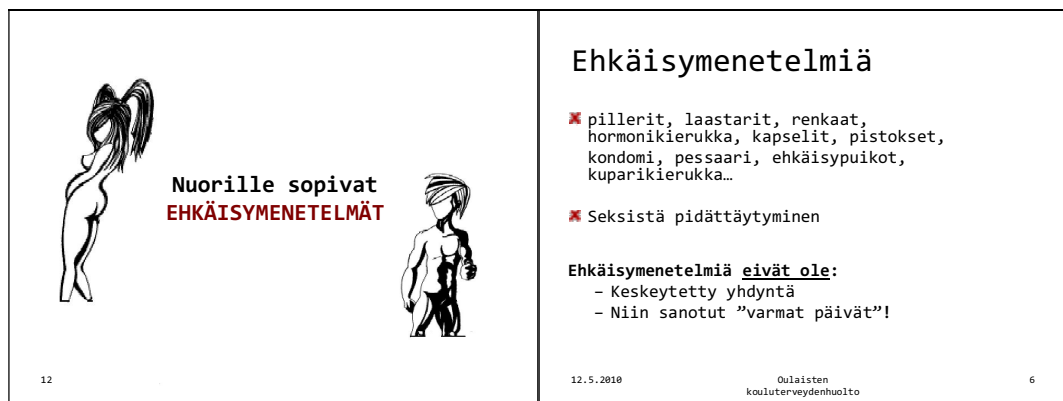 Nuorille sopivat
EHKÄISYMENETELMÄT
12
Ehkäisymenetelmiä
pillerit, laastarit, renkaat,
hormonikierukka, kapselit, pistokset,
kondomi, pessaari, ehkäisypuikot,
kuparikierukka…
Seksistä pidättäytyminen
Ehkäisymenetelmiä eivät ole:
– Keskeytetty yhdyntä
– Niin sanotut ”varmat päivät”!
12.5.2010
Oulaisten
kouluterveydenhuolto
6